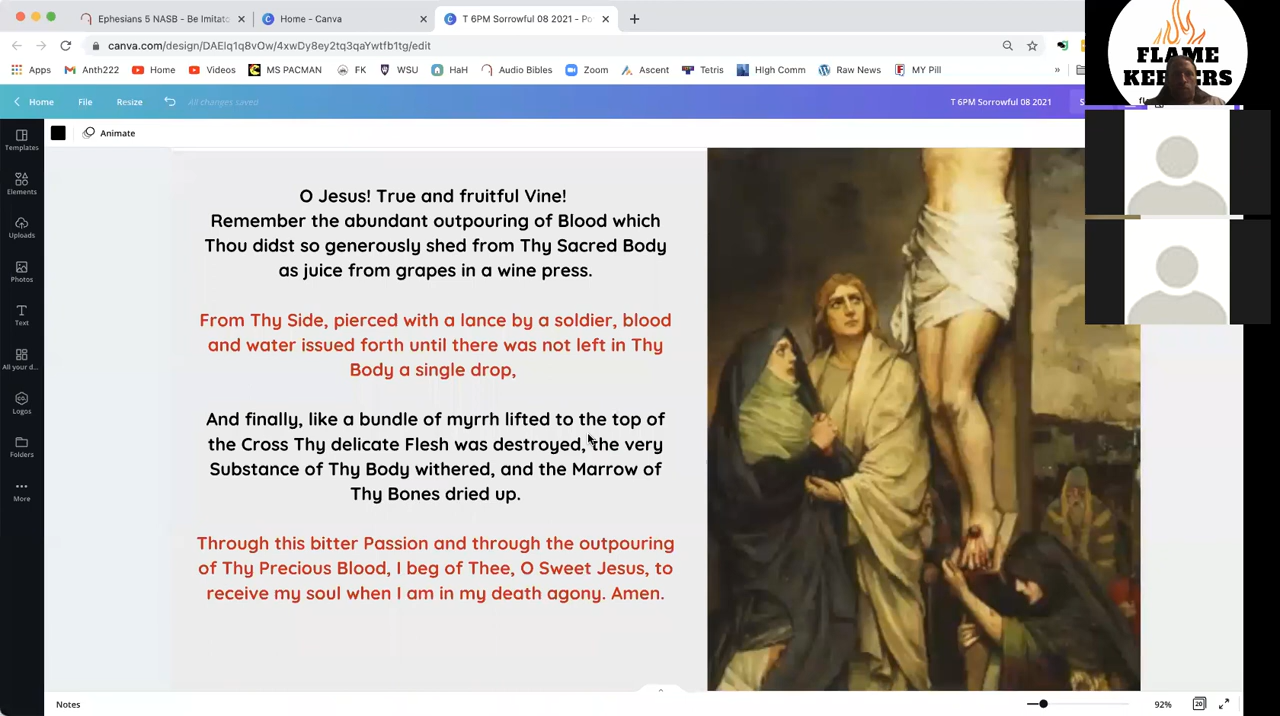 Ephesians 5 NASB - Be Imitato
Home - Canva
T 6PM Sorrowful 08 2021 - Po
canva.com/design/DAElq1q8vOw/4xwDy8ey2tq3qaYwtfb1tg/edit
Apps
Anth222
Home
Videos
MS PACMAN
FK
WSU
HaH
Audio Bibles
Zoom
Ascent
Tetris
High Comm
Raw News
MY Pill
»
FLAME
KEEPERS
Home
File
Resize
All changes saved
T 6PM Sorrowful 08 2021
Animate
Templates
Elements
Uploads
Photos
Text
All your d...
Logos
Folders
More
O Jesus! True and fruitful Vine!
Remember the abundant outpouring of Blood which
Thou didst so generously shed from Thy Sacred Body
as juice from grapes in a wine press.
From Thy Side, pierced with a lance by a soldier, blood
and water issued forth until there was not left in Thy
Body a single drop,
And finally, like a bundle of myrrh lifted to the top of
the Cross Thy delicate Flesh was destroyed, the very
Substance of Thy Body withered, and the Marrow of
Thy Bones dried up.
Through this bitter Passion and through the outpouring
of Thy Precious Blood, I beg of Thee, O Sweet Jesus, to
receive my soul when I am in my death agony. Amen.
Notes
92%
20